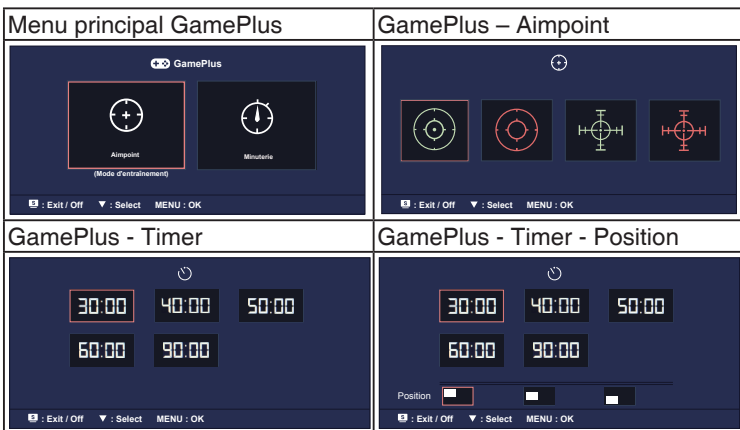 Menu principal GamePlus
GamePlus – Aimpoint
GamePlus
Aimpoint
Minuterie
(Mode d'entraînement)
S : Exit / Off ▼ : Select MENU : OK
S : Exit / Off ▼ : Select MENU : OK
GamePlus - Timer
GamePlus - Timer - Position
30:00 40:00 50:00
60:00 90:00
S : Exit / Off ▼ : Select MENU : OK
30:00 40:00 50:00
60:00 90:00
Position
S : Exit / Off ▼ : Select MENU : OK